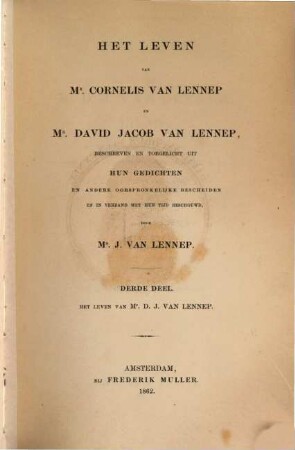 HET LEVEN
VAN
Mr. CORNELIS VAN LENNEP
EN
Mr. DAVID JACOB VAN LENNEP,
BESCHREVEN EN TOEGELICHT UIT
HUN GEDICHTEN
EN ANDERE OORSPRONKELIJKE BESCHEIDEN
EN IN VERBAND MET HUN TIJD BESCHOUWD,
DOOR
Mr. J. VAN LENNEP.
DERDE DEEL.
HET LEVEN VAN Mr. D. J. VAN LENNEP.
AMSTERDAM,
BIJ FREDERIK MULLER.
1862.